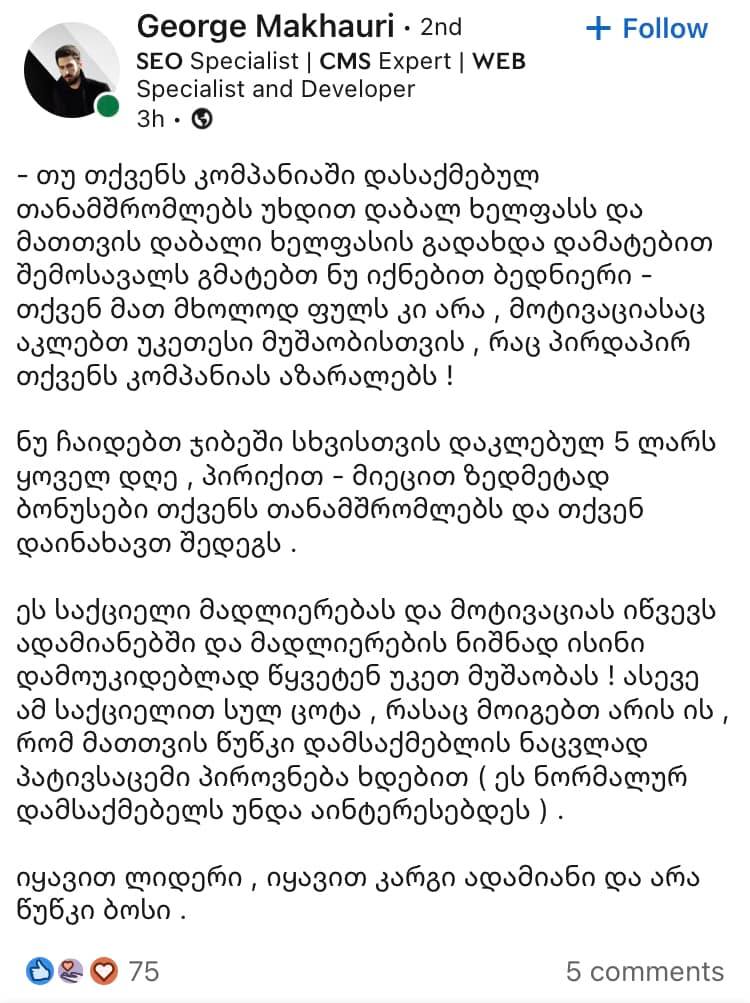 George Makhauri · 2nd
+ Follow
SEO Specialist | CMS Expert | WEB
Specialist and Developer
3h ·
- თუ თქვენს კომპანიაში დასაქმებულ
თანამშრომლებს უხდით დაბალ ხელფასს და
მათთვის დაბალი ხელფასის გადახდა დამატებით
შემოსავალს გმატებთ ნუ იქნებით ბედნიერი -
თქვენ მათ მხოლოდ ფულს კი არა , მოტივაციასაც
აკლებთ უკეთესი მუშაობისთვის , რაც პირდაპირ
თქვენს კომპანიას აზარალებს !
ნუ ჩაიდებთ ჯიბეში სხვისთვის დაკლებულ 5 ლარს
ყოველ დღე , პირიქით - მიეცით ზედმეტად
ბონუსები თქვენს თანამშრომლებს და თქვენ
დაინახავთ შედეგს .
ეს საქციელი მადლიერებას და მოტივაციას იწვევს
ადამიანებში და მადლიერების ნიშნად ისინი
დამოუკიდებლად წყვეტენ უკეთ მუშაობას ! ასევე
ამ საქციელით სულ ცოტა , რასაც მოიგებთ არის ის ,
რომ მათთვის წუწკი დამსაქმებლის ნაცვლად
პატივსაცემი პიროვნება ხდებით ( ეს ნორმალურ
დამსაქმებელს უნდა აინტერესებდეს ) .
იყავით ლიდერი , იყავით კარგი ადამიანი და არა
წუწკი ბოსი .
75
5 comments